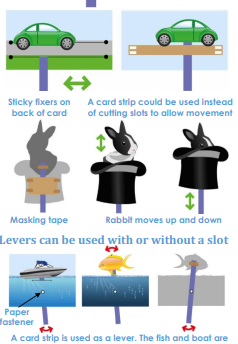 Sticky fixers on
back of card
A card strip could be used instead
of cutting slots to allow movement
Masking tape
Rabbit moves up and down
Levers can be used with or without a slot
Paper
fastener
A card strip is used as a lever. The fish and boat are